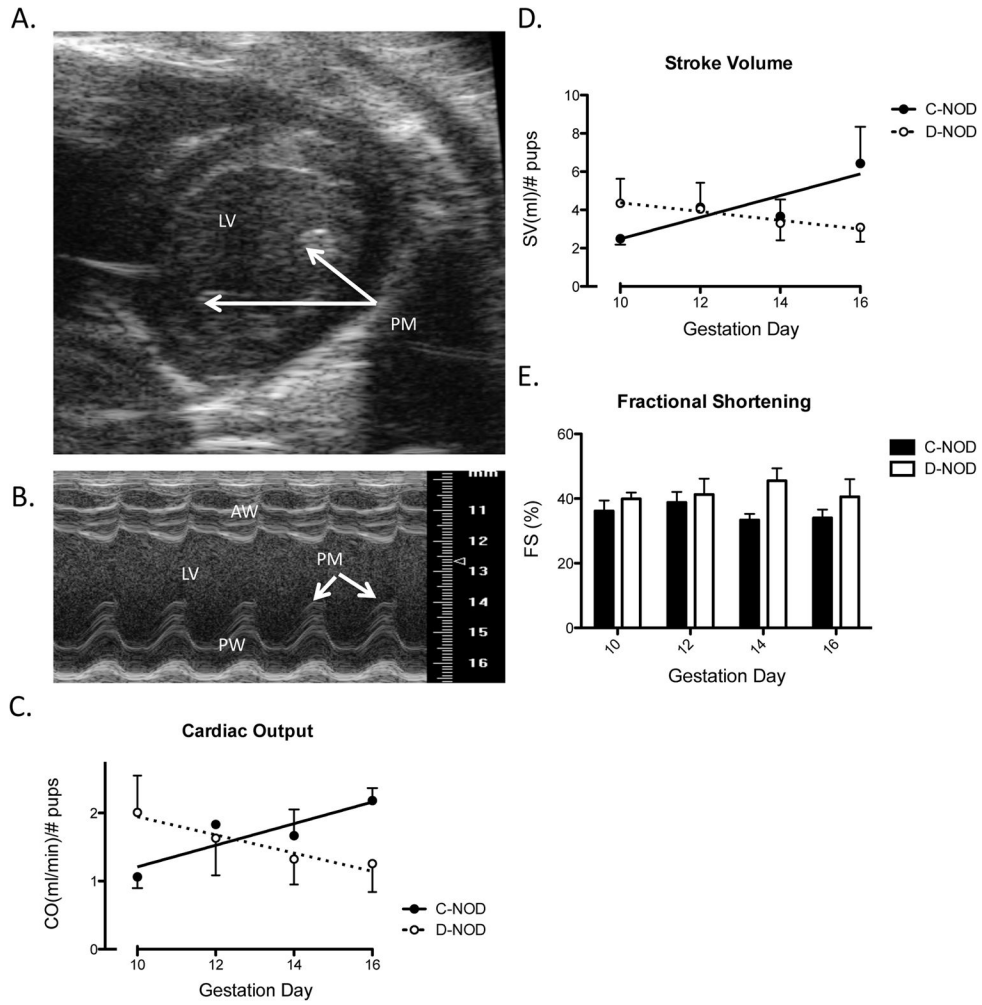 A.
LV
PM
B.
mm
AW
11
12
LV
PM
13
14
15
PW
16
C.
Cardiac Output
CO(ml/min)/# pups
2
1
0
10 12 14 16
Gestation Day
C-NOD
D-NOD
D.
Stroke Volume
SV(ml)/# pups
10
8
6
4
2
0
10 12 14 16
Gestation Day
C-NOD
D-NOD
E.
Fractional Shortening
FS (%)
60
40
20
0
10 12 14 16
Gestation Day
C-NOD
D-NOD